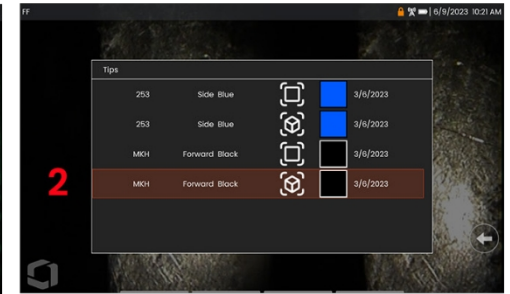 FF 6/9/2023 10:21 AM
Tips
253 Side Blue 3/6/2023
253 Side Blue 3/6/2023
MKH Forward Black 3/6/2023
MKH Forward Black 3/6/2023
2